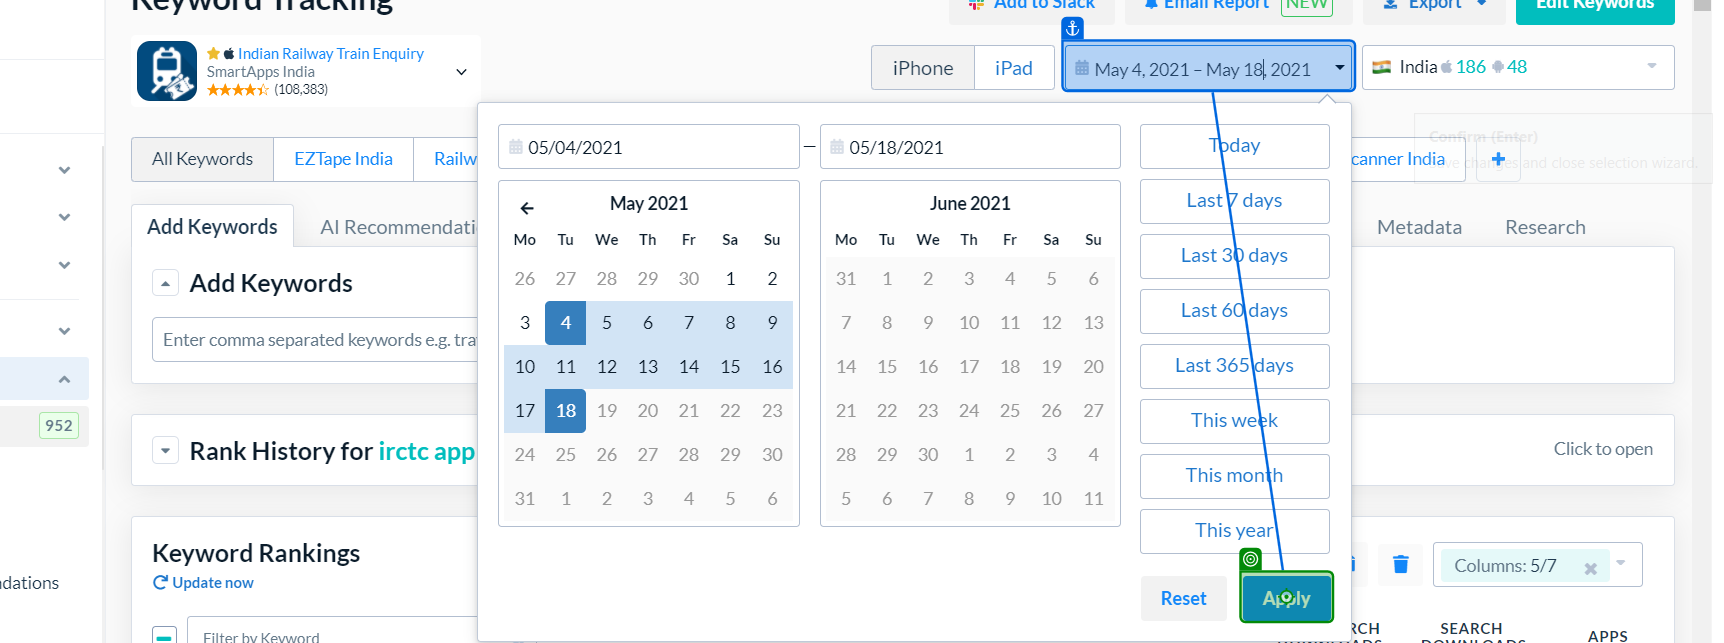 Keyword Tracking
Add to Slack
Email Report NEW
Export
Edit Keywords
Indian Railway Train Enquiry
SmartApps India
(108,383)
iPhone
iPad
May 4, 2021 – May 18, 2021
India 186 48
Confirm (Enter)
changes and close selection wizard.
05/04/2021 – 05/18/2021
Today
All Keywords
EZTape India
Railw
canner India
+
Last 7 days
May 2021
June 2021
Add Keywords
AI Recommendati
Metadata
Research
Mo Tu We Th Fr Sa Su
Mo Tu We Th Fr Sa Su
Last 30 days
26 27 28 29 30 1 2
31 1 2 3 4 5 6
Add Keywords
Last 60 days
3 4 5 6 7 8 9
7 8 9 10 11 12 13
Enter comma separated keywords e.g. tra
Last 365 days
10 11 12 13 14 15 16
14 15 16 17 18 19 20
This week
17 18 19 20 21 22 23
21 22 23 24 25 26 27
952
Rank History for irctc app
Click to open
24 25 26 27 28 29 30
28 29 30 1 2 3 4
This month
31 1 2 3 4 5 6
5 6 7 8 9 10 11
This year
Keyword Rankings
Update now
Columns: 5/7
ndations
Reset
Apply
Filter by Keyword
RCH
SEARCH
APPS